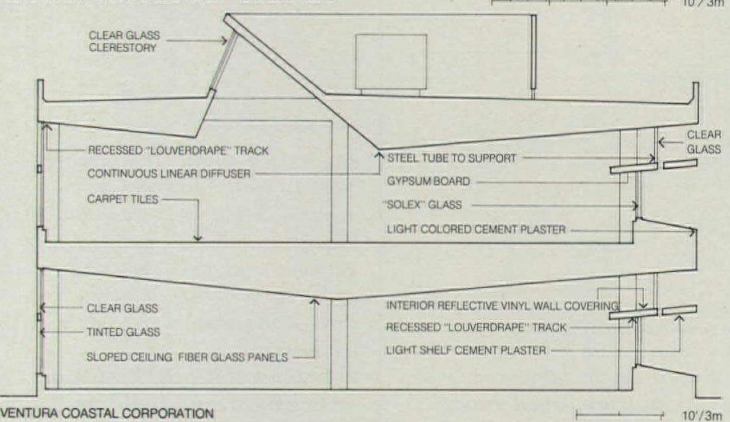 10'/3m
CLEAR GLASS
CLERESTORY
RECESSED "LOUVERDRAPE" TRACK
CONTINUOUS LINEAR DIFFUSER
CARPET TILES
STEEL TUBE TO SUPPORT
GYPSUM BOARD
"SOLEX" GLASS
LIGHT COLORED CEMENT PLASTER
CLEAR
GLASS
CLEAR GLASS
TINTED GLASS
SLOPED CEILING FIBER GLASS PANELS
INTERIOR REFLECTIVE VINYL WALL COVERING
RECESSED "LOUVERDRAPE" TRACK
LIGHT SHELF CEMENT PLASTER
VENTURA COASTAL CORPORATION
10'/3m